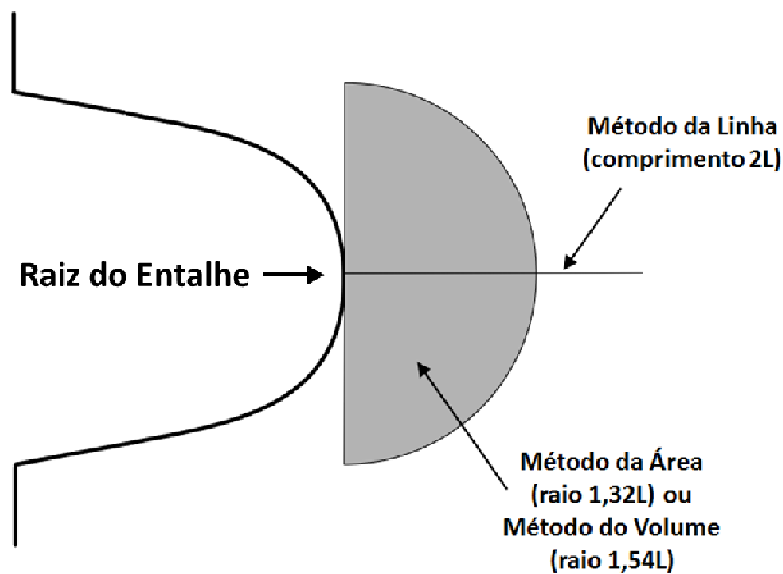 Método da Linha
(comprimento 2L)
Raiz do Entalhe
Método da Área
(raio 1,32L) ou
Método do Volume
(raio 1,54L)